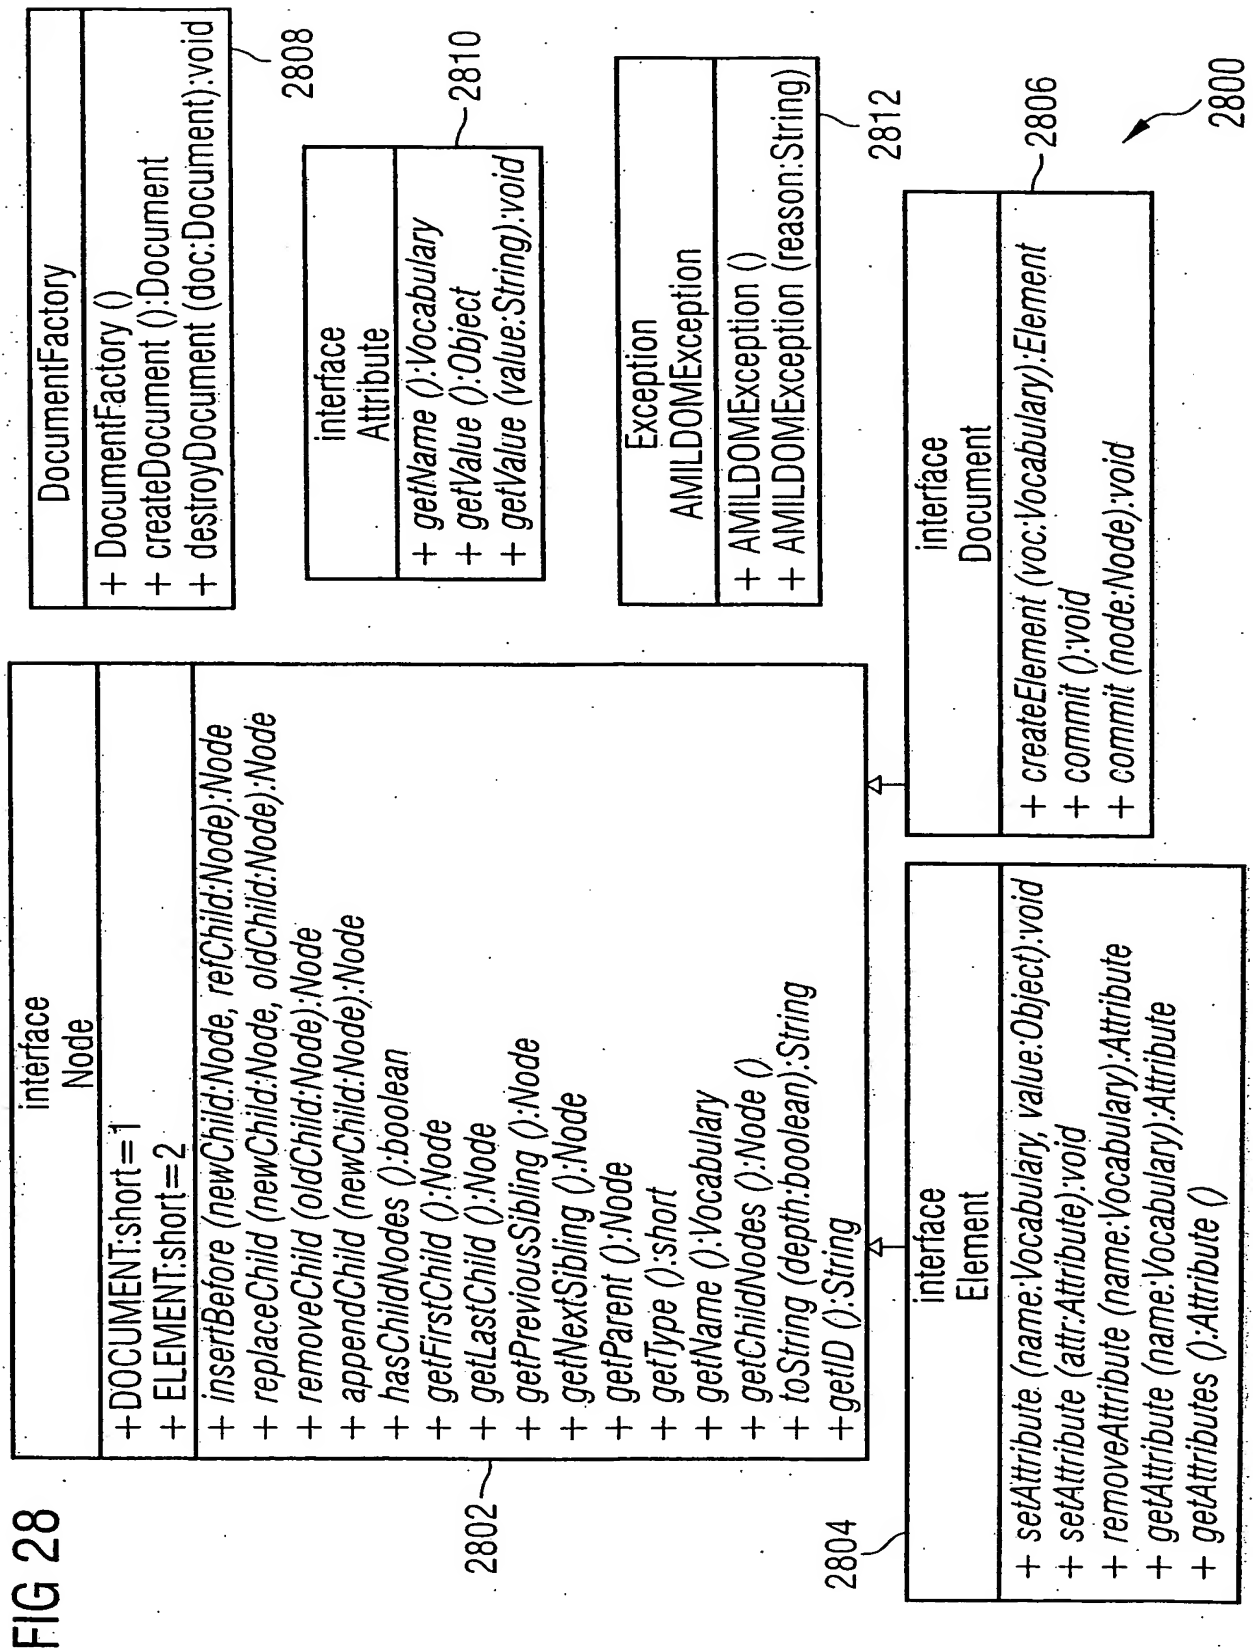 FIG 28
interface
Node
+ DOCUMENT:short=1
+ ELEMENT:short=2
+ insertBefore (newChild:Node, refChild:Node):Node
+ replaceChild (newChild:Node, oldChild:Node):Node
+ removeChild (oldChild:Node):Node
+ appendChild (newChild:Node):Node
+ hasChildNodes ():boolean
+ getFirstChild ():Node
+ getLastChild ():Node
+ getPreviousSibling ():Node
+ getNextSibling ():Node
+ getParent ():Node
+ getType ():short
+ getName ():Vocabulary
+ getChildNodes ():Node ()
+ toString (depth:boolean):String
+ getID ():String
2802
DocumentFactory
+ DocumentFactory ()
+ createDocument ():Document
+ destroyDocument (doc:Document):void
2808
interface
Attribute
+ getName ():Vocabulary
+ getValue ():Object
+ getValue (value:String):void
2810
Exception
AMILDOMException
+ AMILDOMException ()
+ AMILDOMException (reason:String)
2812
2804
interface
Element
+ setAttribute (name:Vocabulary, value:Object):void
+ setAttribute (attr:Attribute):void
+ removeAttribute (name:Vocabulary):Attribute
+ getAttribute (name:Vocabulary):Attribute
+ getAttributes ():Attribute ()
interface
Document
+ createElement (voc:Vocabulary):Element
+ commit ():void
+ commit (node:Node):void
2806
2800